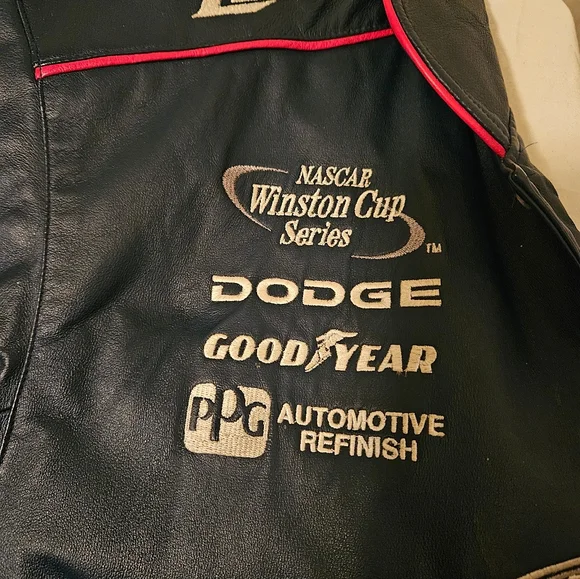 NASCAR
Winston Cup
Series TM
DODGE
GOODYEAR
PPG AUTOMOTIVE
REFINISH